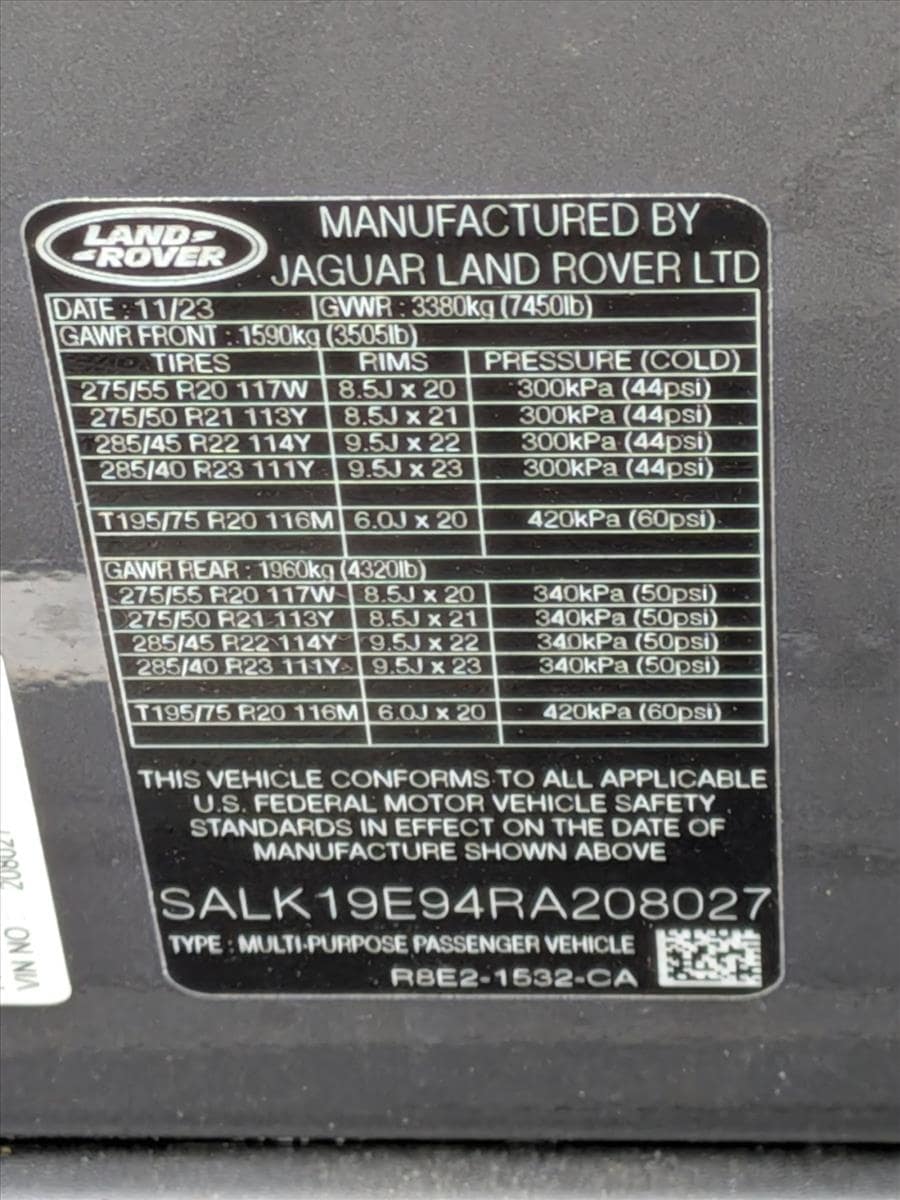 LAND
ROVER
MANUFACTURED BY
JAGUAR LAND ROVER LTD
DATE : 11/23 GVWR : 3380kg (7450lb)
GAWR FRONT : 1590kg (3505lb)
TIRES RIMS PRESSURE (COLD)
275/55 R20 117W 8.5J x 20 300kPa (44psi)
275/50 R21 113Y 8.5J x 21 300kPa (44psi)
285/45 R22 114Y 9.5J x 22 300kPa (44psi)
285/40 R23 111Y 9.5J x 23 300kPa (44psi)
T195/75 R20 116M 6.0J x 20 420kPa (60psi)
GAWR REAR : 1960kg (4320lb)
275/55 R20 117W 8.5J x 20 340kPa (50psi)
275/50 R21 113Y 8.5J x 21 340kPa (50psi)
285/45 R22 114Y 9.5J x 22 340kPa (50psi)
285/40 R23 111Y 9.5J x 23 340kPa (50psi)
T195/75 R20 116M 6.0J x 20 420kPa (60psi)
THIS VEHICLE CONFORMS TO ALL APPLICABLE
U.S. FEDERAL MOTOR VEHICLE SAFETY
STANDARDS IN EFFECT ON THE DATE OF
MANUFACTURE SHOWN ABOVE
SALK19E94RA208027
TYPE : MULTI-PURPOSE PASSENGER VEHICLE
R8E2-1532-CA
VIN NO : 208027